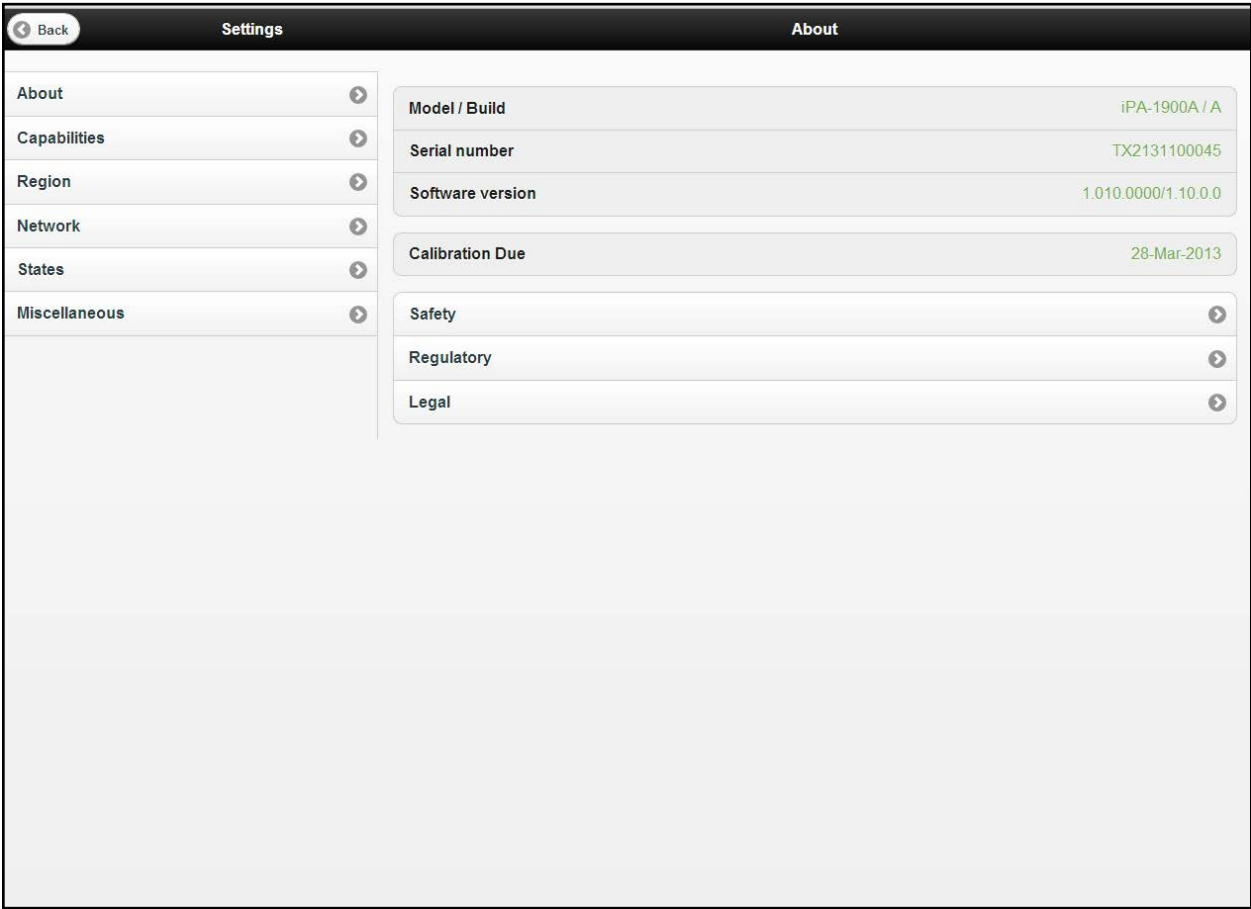 Back
Settings
About
About
Capabilities
Region
Network
States
Miscellaneous
Model / Build iPA-1900A / A
Serial number TX2131100045
Software version 1.010.0000/1.10.0.0
Calibration Due 28-Mar-2013
Safety
Regulatory
Legal